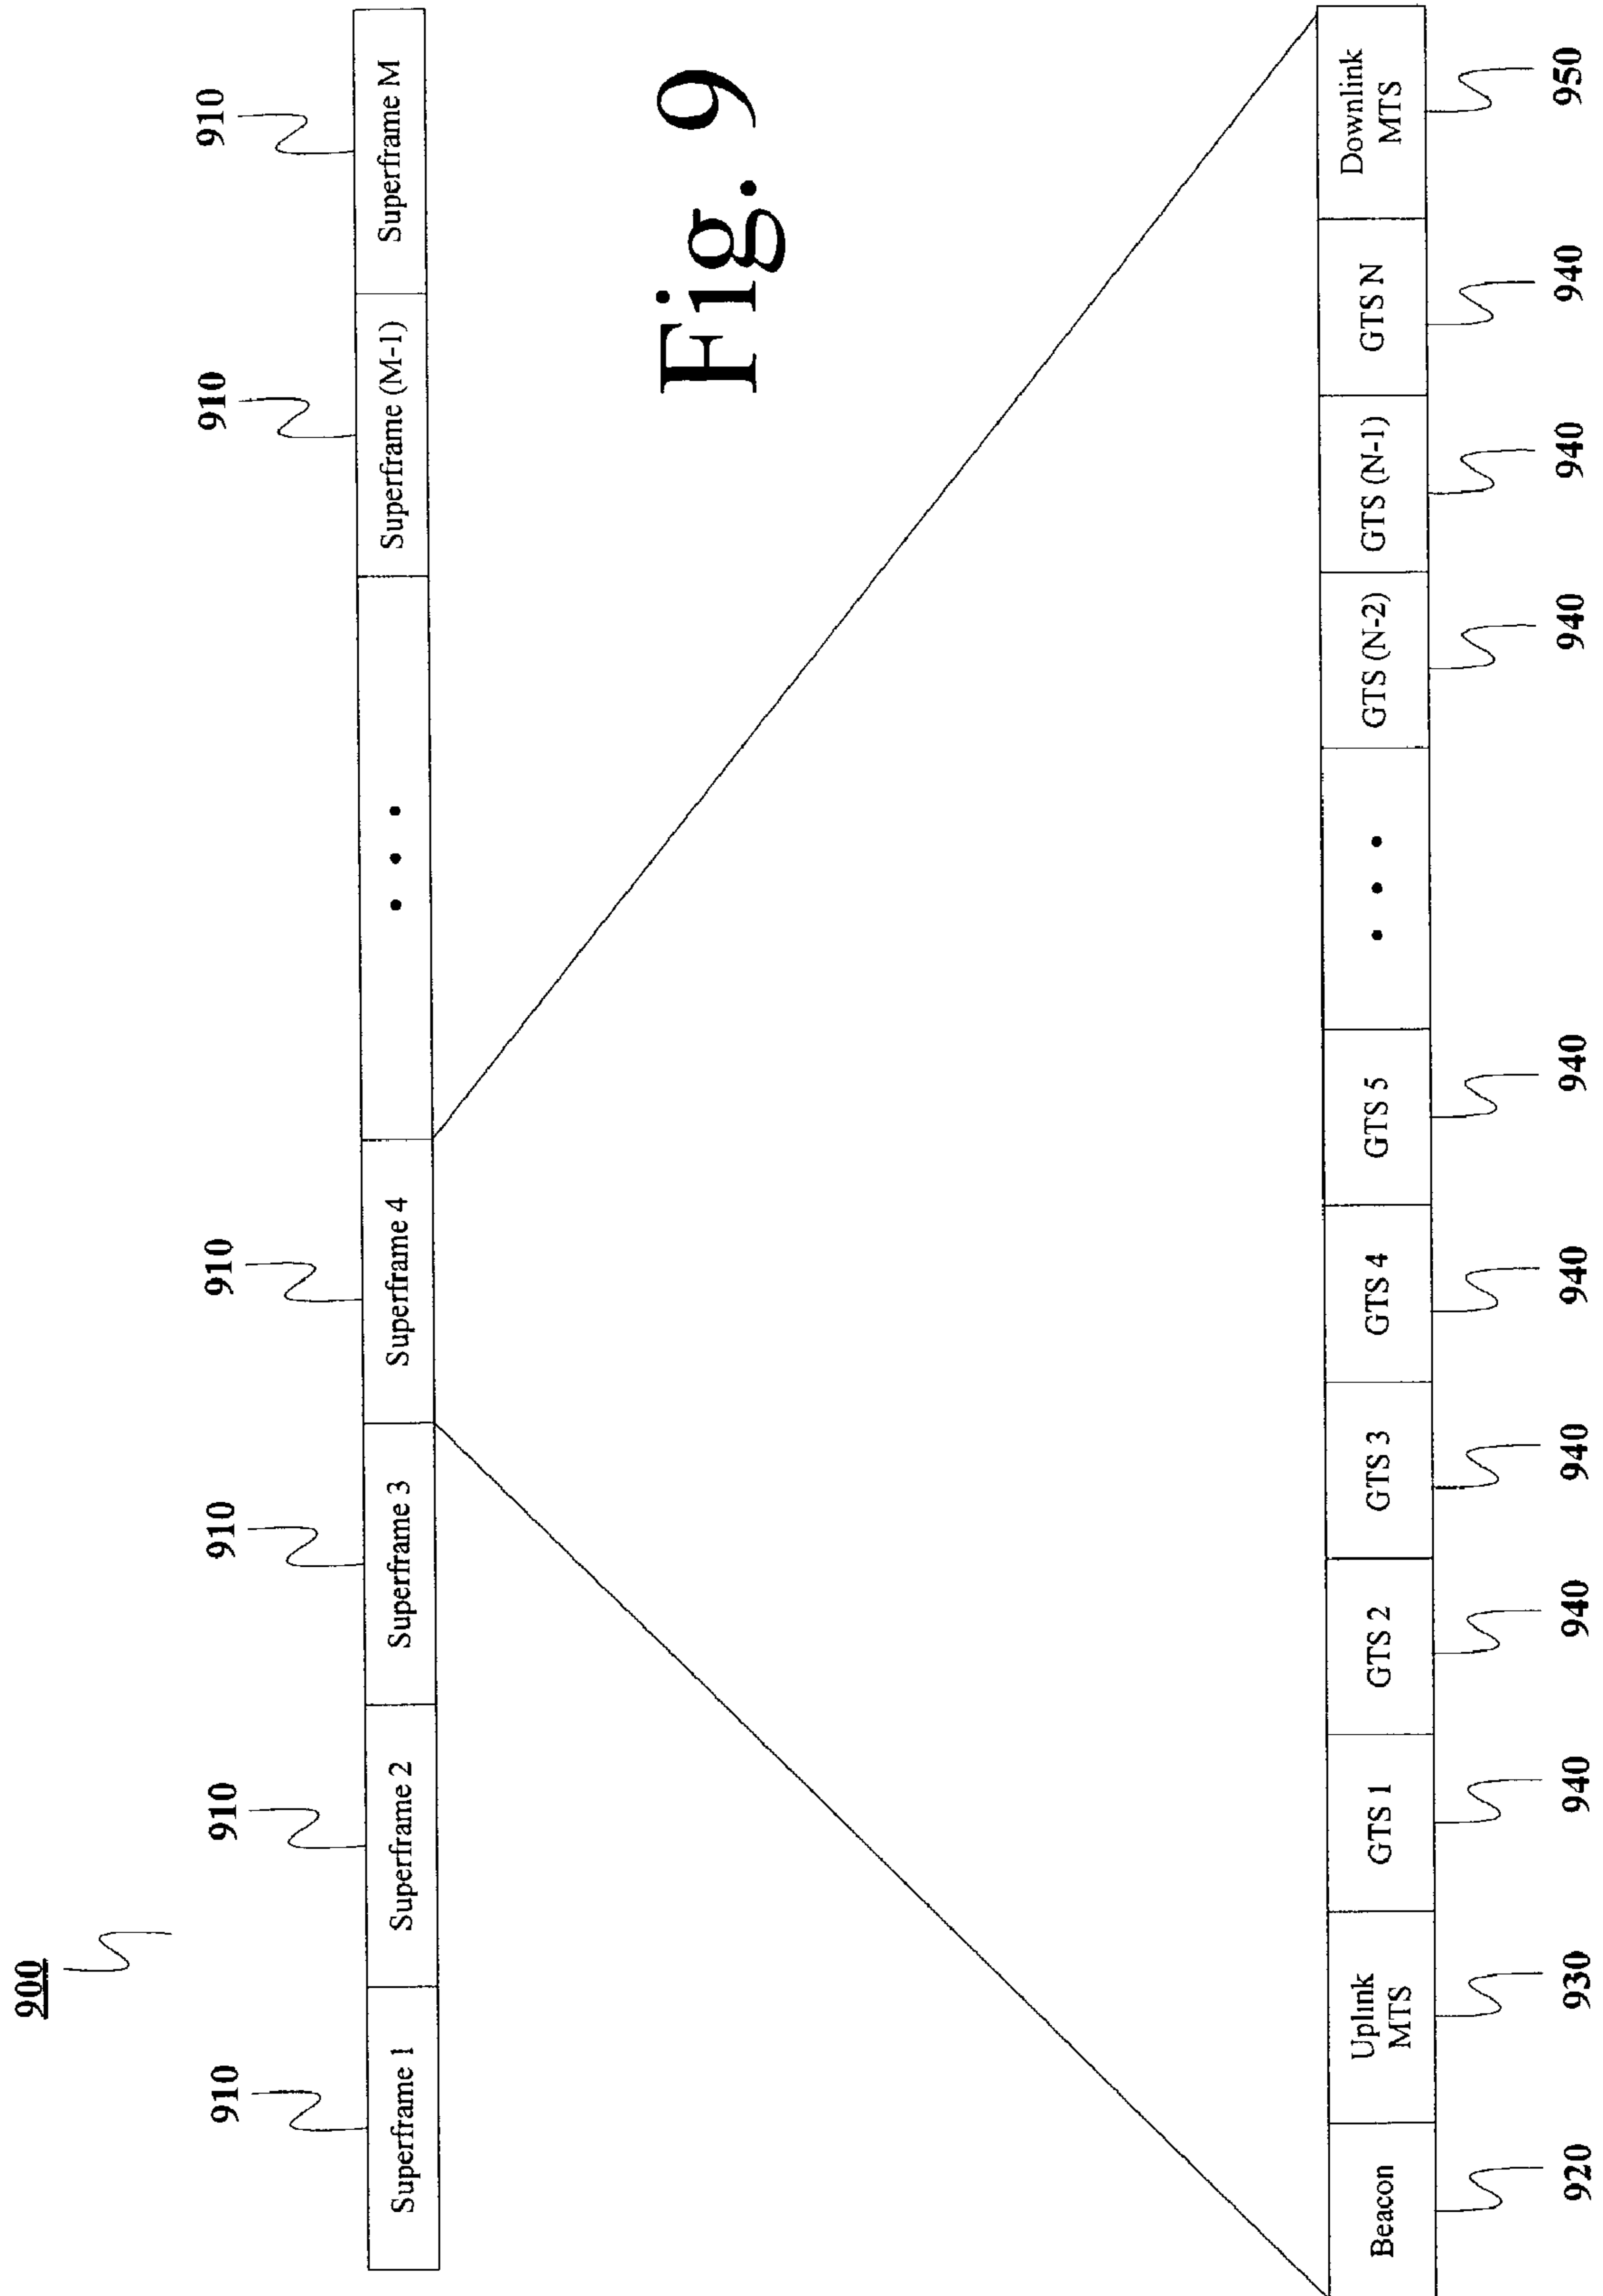 900
910 910 910 910 910 910
Superframe 1 Superframe 2 Superframe 3 Superframe 4 • • • Superframe (M-1) Superframe M
Fig. 9
Beacon Uplink MTS GTS 1 GTS 2 GTS 3 GTS 4 GTS 5 • • • GTS (N-2) GTS (N-1) GTS N Downlink MTS
920 930 940 940 940 940 940 940 940 940 950